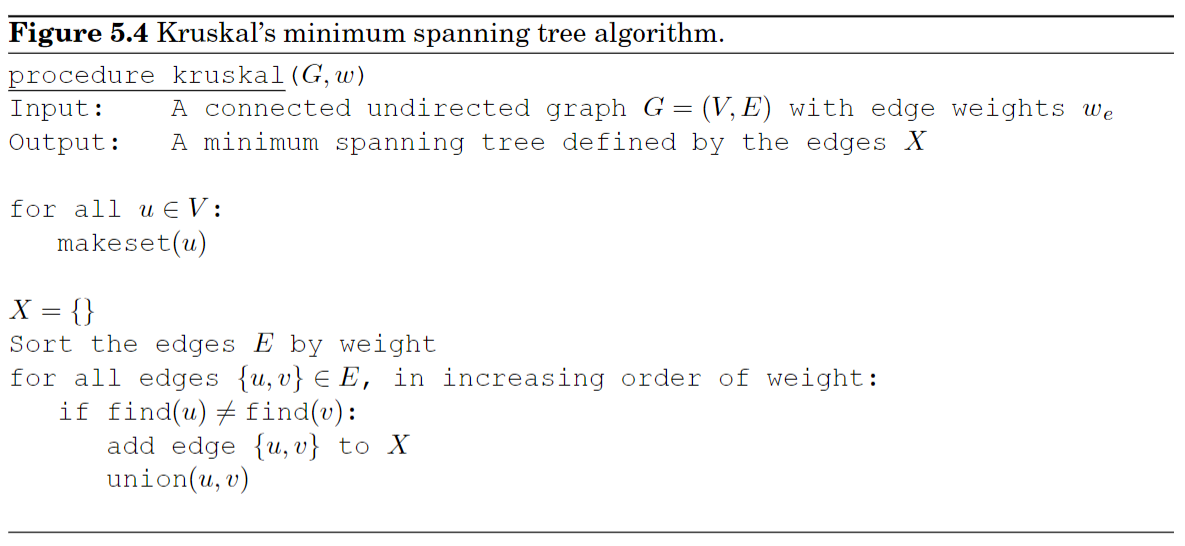 Figure 5.4 Kruskal's minimum spanning tree algorithm.
procedure kruskal(G, w)
Input: A connected undirected graph G = (V, E) with edge weights wₑ
Output: A minimum spanning tree defined by the edges X
for all u ∈ V:
makeset(u)
X = {}
Sort the edges E by weight
for all edges {u, v} ∈ E, in increasing order of weight:
if find(u) ≠ find(v):
add edge {u, v} to X
union(u, v)